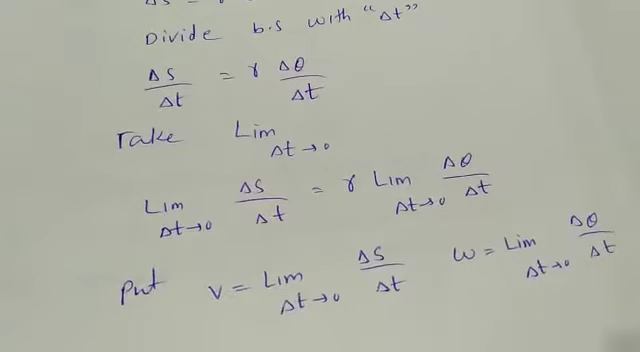 ΔS =
Divide b.s with "Δt"
ΔS/Δt = r Δθ/Δt
Take Lim Δt→0
Lim Δt→0 ΔS/Δt = r Lim Δt→0 Δθ/Δt
Put V = Lim Δt→0 ΔS/Δt ω = Lim Δt→0 Δθ/Δt